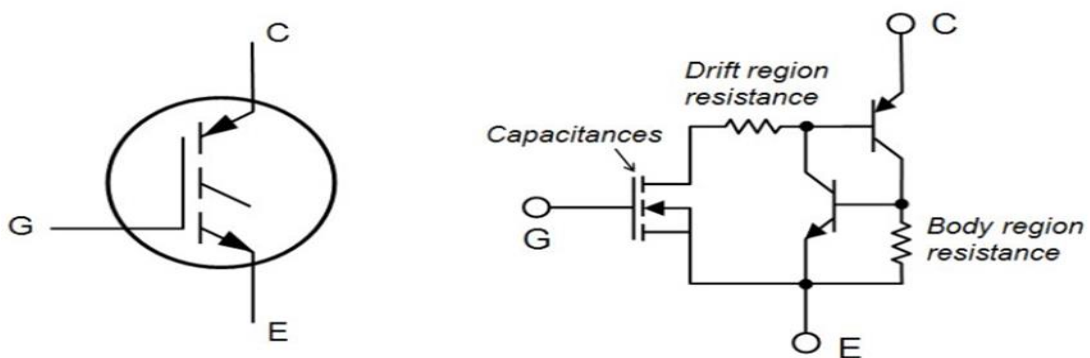 C
G
E
Drift region
resistance
Capacitances
C
G
Body region
resistance
E